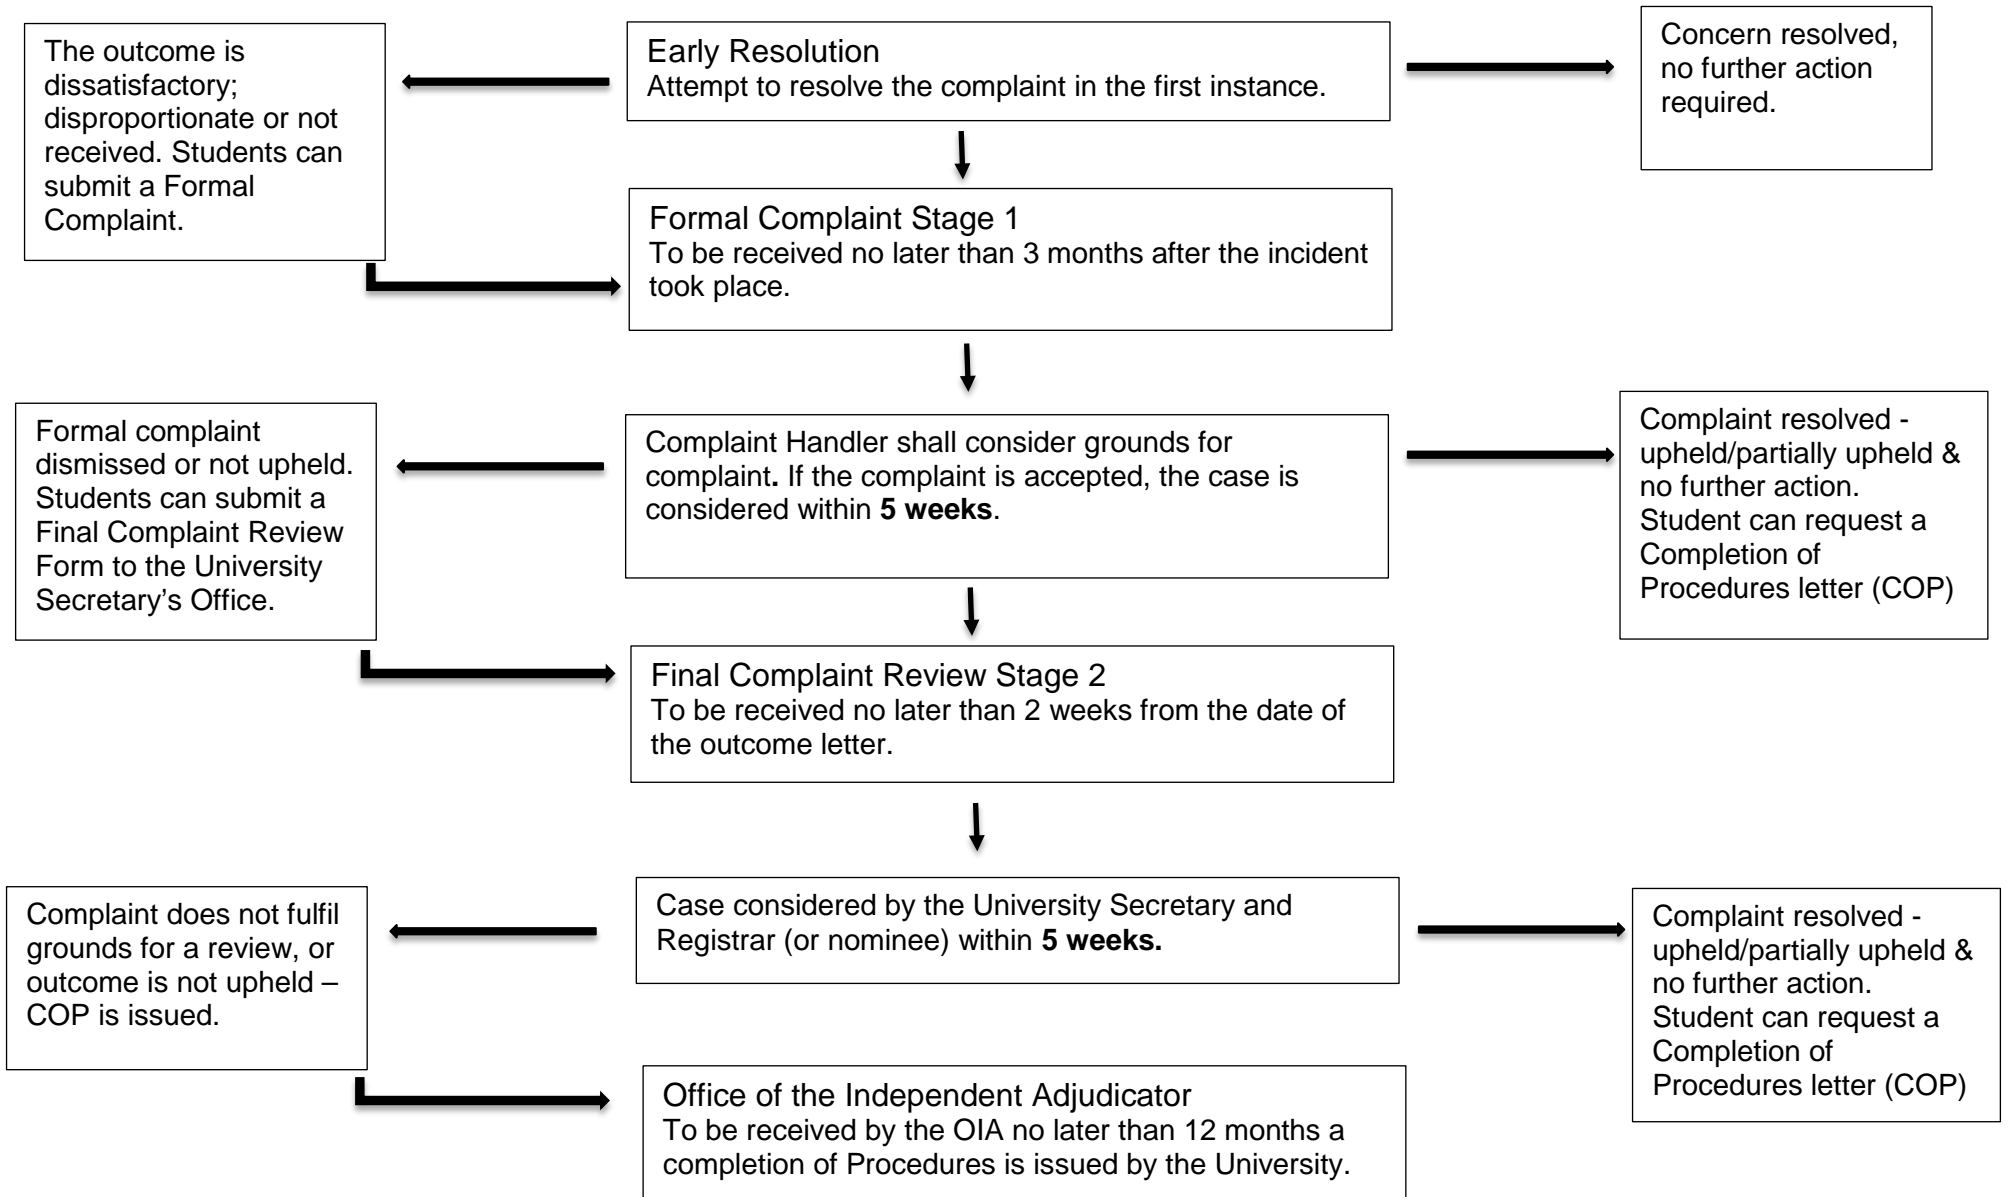 The outcome is
dissatisfactory;
disproportionate or not
received. Students can
submit a Formal
Complaint.
Early Resolution
Attempt to resolve the complaint in the first instance.
Concern resolved,
no further action
required.
Formal Complaint Stage 1
To be received no later than 3 months after the incident
took place.
Formal complaint
dismissed or not upheld.
Students can submit a
Final Complaint Review
Form to the University
Secretary’s Office.
Complaint Handler shall consider grounds for
complaint. If the complaint is accepted, the case is
considered within 5 weeks.
Complaint resolved -
upheld/partially upheld &
no further action.
Student can request a
Completion of
Procedures letter (COP)
Final Complaint Review Stage 2
To be received no later than 2 weeks from the date of
the outcome letter.
Complaint does not fulfil
grounds for a review, or
outcome is not upheld –
COP is issued.
Case considered by the University Secretary and
Registrar (or nominee) within 5 weeks.
Complaint resolved -
upheld/partially upheld &
no further action.
Student can request a
Completion of
Procedures letter (COP)
Office of the Independent Adjudicator
To be received by the OIA no later than 12 months a
completion of Procedures is issued by the University.